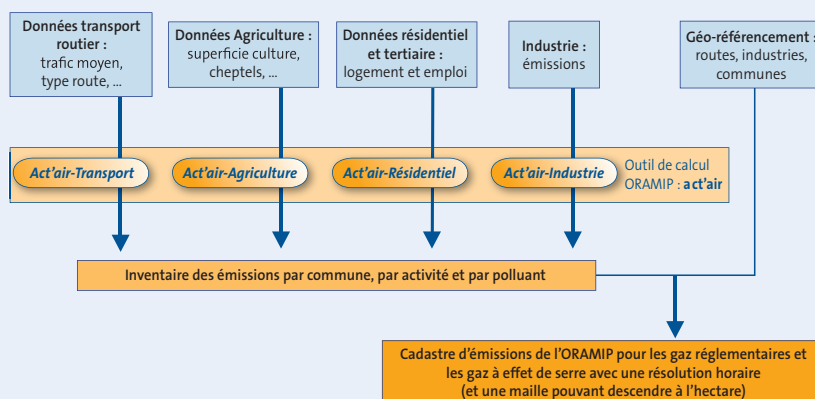 Données transport
routier :
trafic moyen,
type route, ...
Données Agriculture :
superficie culture,
cheptels, ...
Données résidentiel
et tertiaire :
logement et emploi
Industrie :
émissions
Géo-référencement :
routes, industries,
communes
Act'air-Transport
Act'air-Agriculture
Act'air-Résidentiel
Act'air-Industrie
Outil de calcul
ORAMIP : act'air
Inventaire des émissions par commune, par activité et par polluant
Cadastre d'émissions de l'ORAMIP pour les gaz réglementaires et
les gaz à effet de serre avec une résolution horaire
(et une maille pouvant descendre à l'hectare)